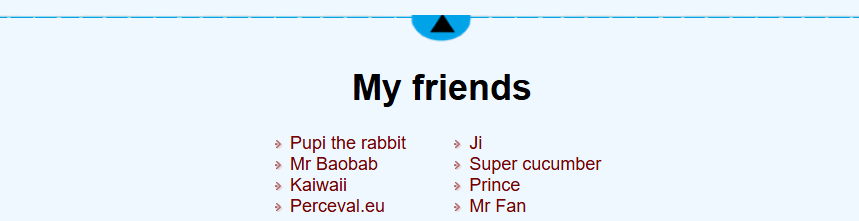 My friends
Pupi the rabbit
Mr Baobab
Kaiwaii
Perceval.eu
Ji
Super cucumber
Prince
Mr Fan